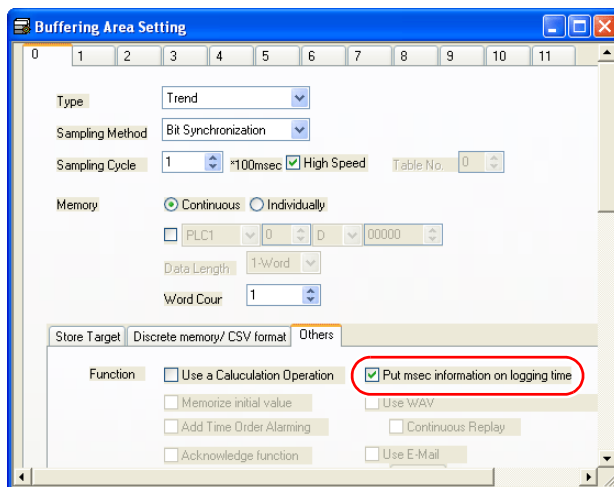 Buffering Area Setting
0 1 2 3 4 5 6 7 8 9 10 11
Type Trend
Sampling Method Bit Synchronization
Sampling Cycle 1 *100msec High Speed Table No. 0
Memory Continuous Individually
PLC1 0 D 00000
Data Length 1-Word
Word Cour 1
Store Target Discrete memory/ CSV format Others
Function Use a Caluculation Operation Put msec information on logging time
Memorize initial value Use WAV
Add Time Order Alarming Continuous Replay
Acknowledge function Use E-Mail